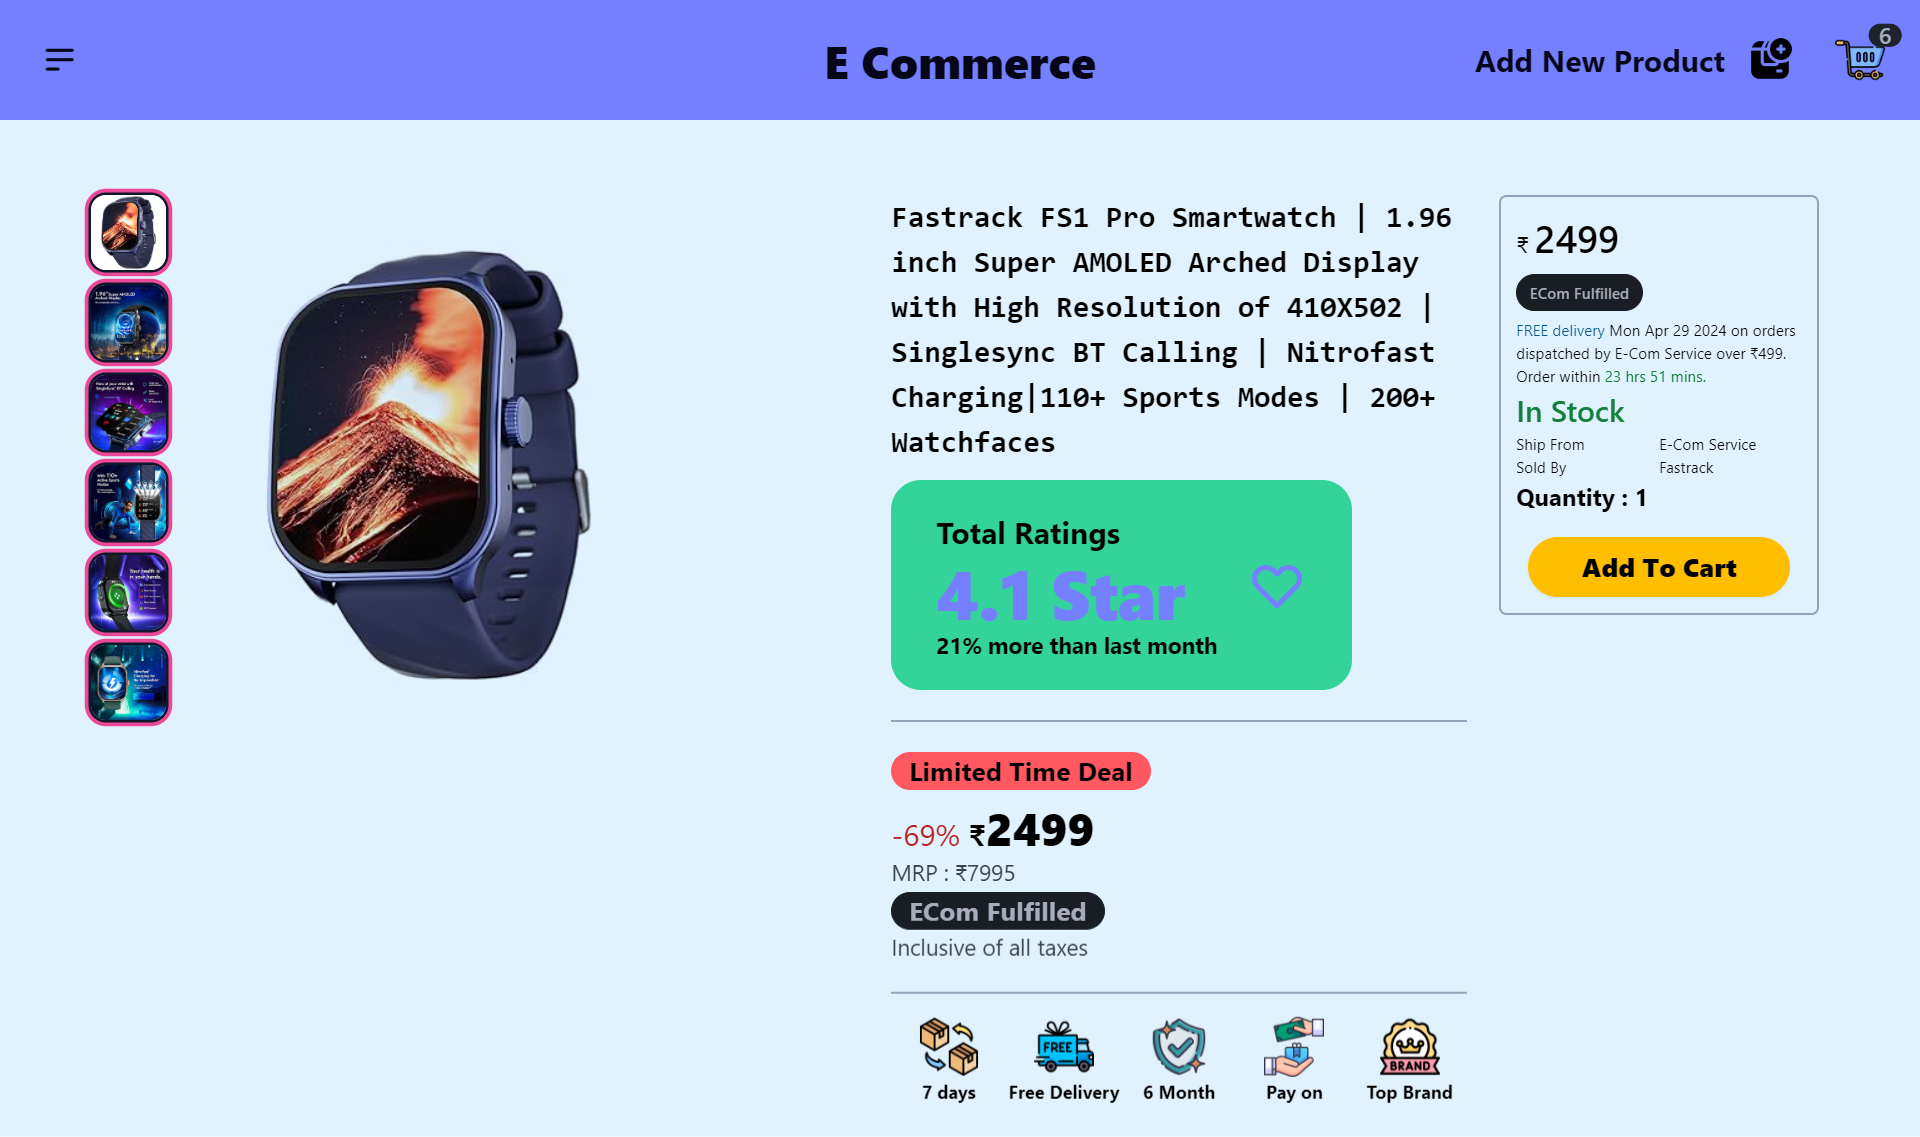 E Commerce
Add New Product
6
Fastrack FS1 Pro Smartwatch | 1.96
inch Super AMOLED Arched Display
with High Resolution of 410X502 |
Singlesync BT Calling | Nitrofast
Charging|110+ Sports Modes | 200+
Watchfaces
Total Ratings
4.1 Star
21% more than last month
Limited Time Deal
-69% ₹2499
MRP : ₹7995
ECom Fulfilled
Inclusive of all taxes
FREE
BRAND
7 days
Free Delivery
6 Month
Pay on
Top Brand
₹ 2499
ECom Fulfilled
FREE delivery Mon Apr 29 2024 on orders
dispatched by E-Com Service over ₹499.
Order within 23 hrs 51 mins.
In Stock
Ship From E-Com Service
Sold By Fastrack
Quantity : 1
Add To Cart